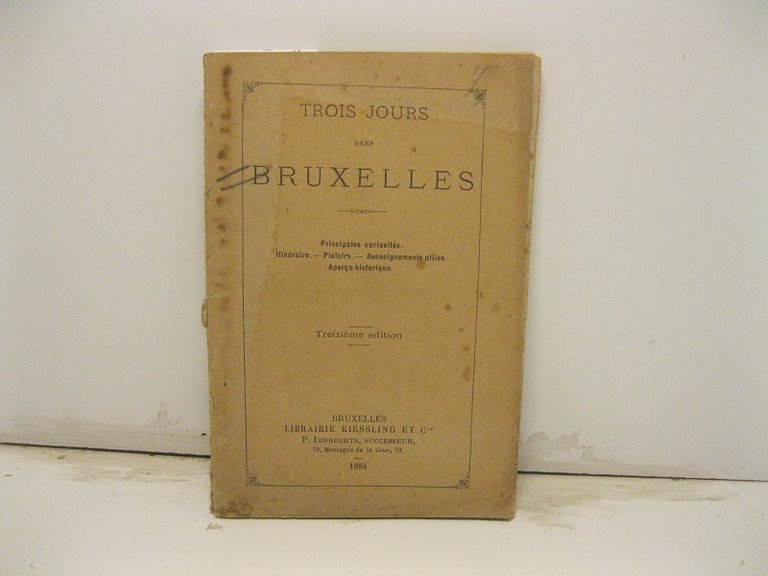 TROIS JOURS
DANS
BRUXELLES
Principales curiosités.
Itinéraire. — Plaisirs. — Renseignements utiles.
Aperçu historique.
Treizième édition
BRUXELLES
LIBRAIRIE KIESSLING ET Cie
P. IMBREGHTS, SUCCESSEUR,
72, Montagne de la Cour, 72.
1884